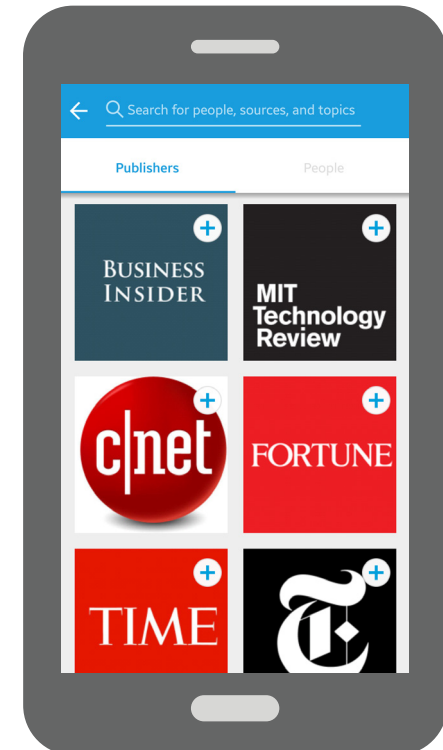 Search for people, sources, and topics
Publishers People
BUSINESS
INSIDER
MIT
Technology
Review
c|net
FORTUNE
TIME
T